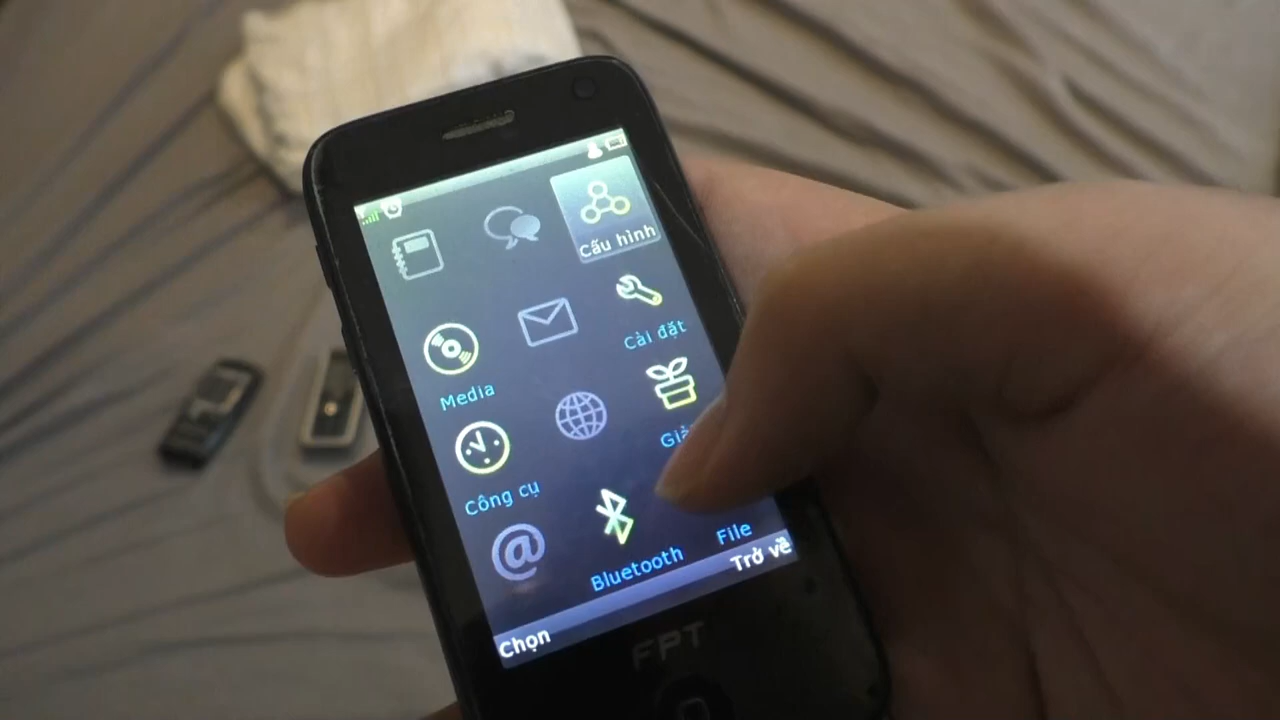 Cấu hình
Cài đặt
Media
Công cụ
Bluetooth
File
Chọn
Trở về
FPT